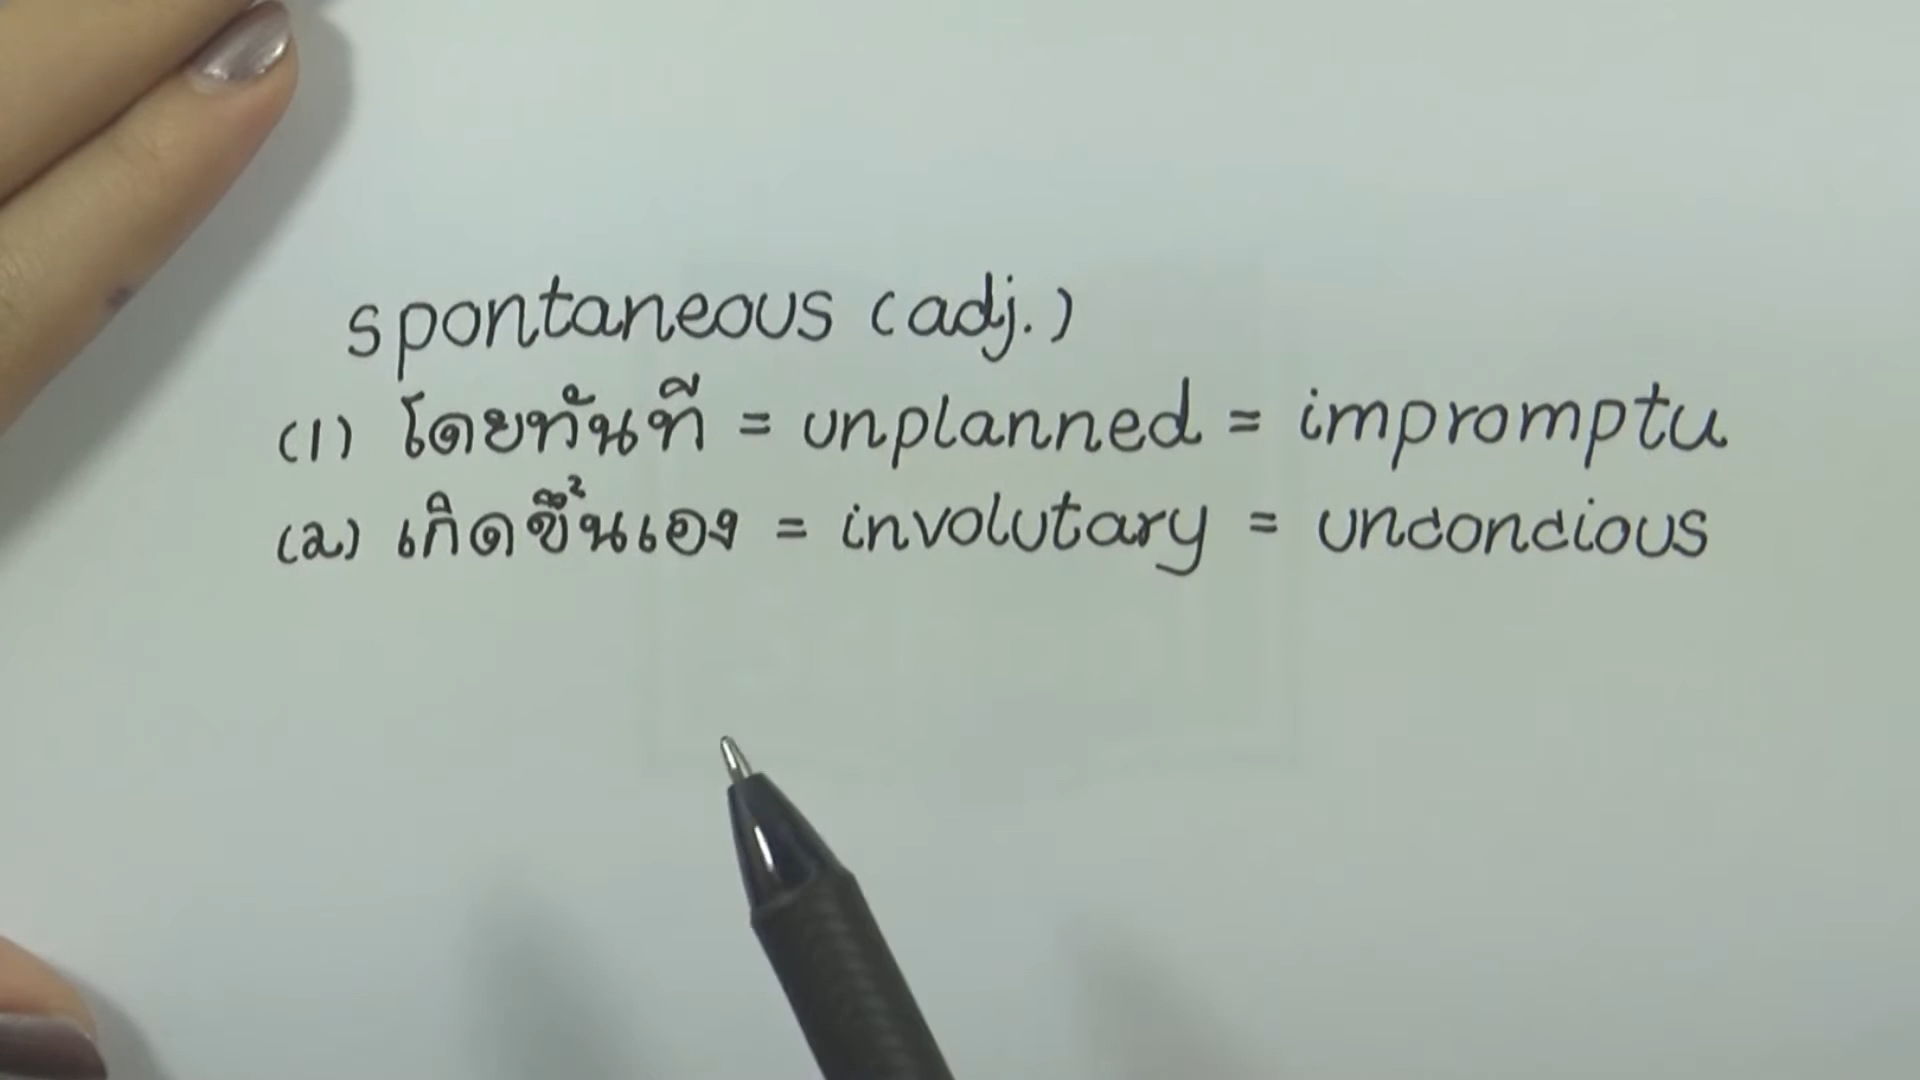 spontaneous (adj.)
(1) โดยทันที = unplanned = impromptu
(2) เกิดขึ้นเอง = involutary = unconcious